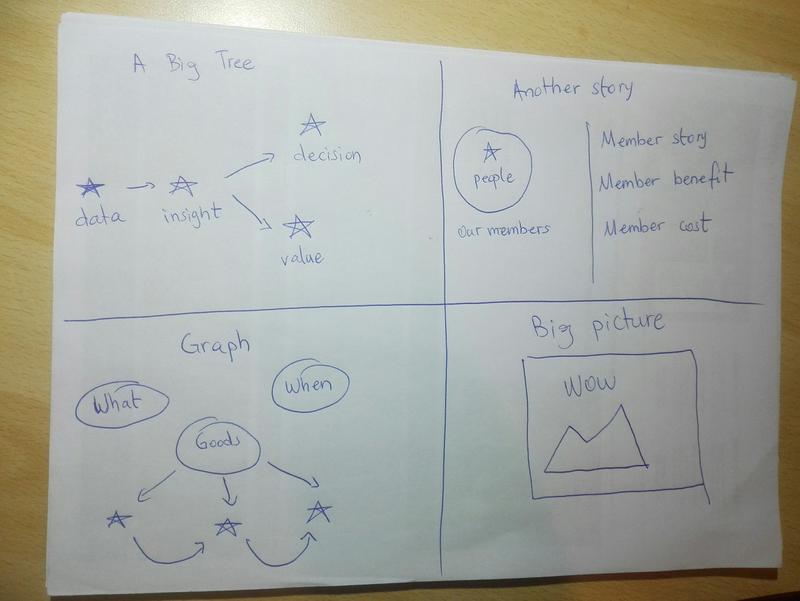 A Big Tree
decision
data
insight
value
Another story
people
our members
Member story
Member benefit
Member cost
Graph
What
When
Goods
Big picture
WOW